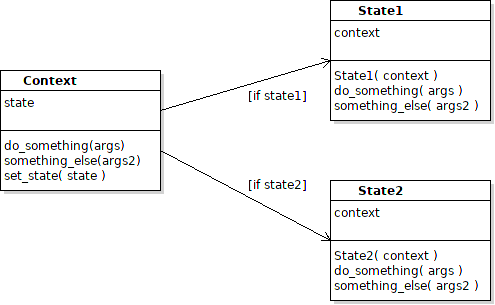 Context
state
do_something(args)
something_else(args2)
set_state( state )
[if state1]
[if state2]
State1
context
State1( context )
do_something( args )
something_else( args2 )
State2
context
State2( context )
do_something( args )
something_else( args2 )